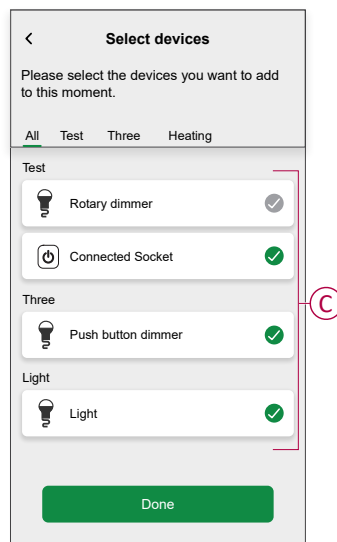 Select devices
Please select the devices you want to add
to this moment.
All Test Three Heating
Test
Rotary dimmer
Connected Socket
Three
Push button dimmer
Light
Light
Done
C